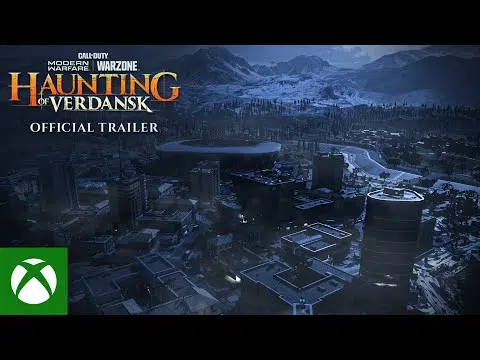 CALL OF DUTY
MODERN WARFARE | WARZONE
HAUNTING
OF VERDANSK
OFFICIAL TRAILER